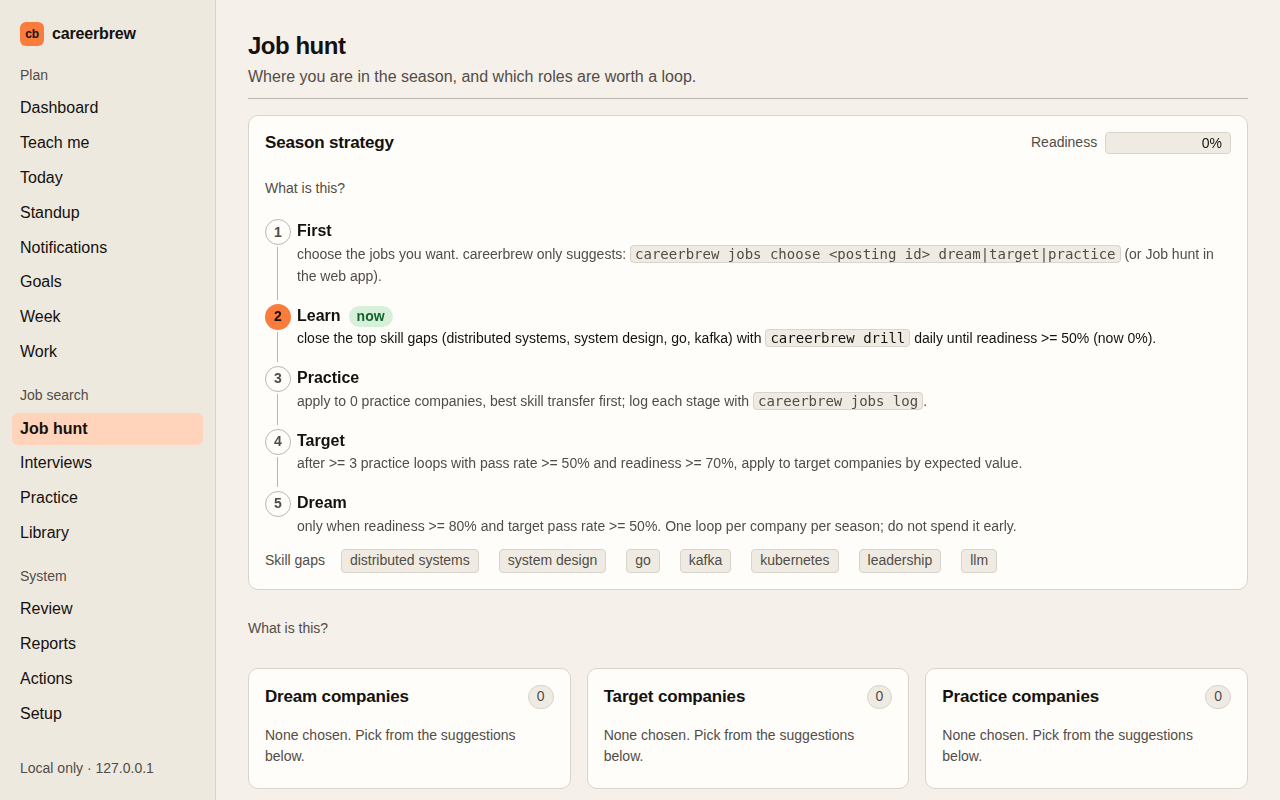 cb careerbrew
Plan
Dashboard
Teach me
Today
Standup
Notifications
Goals
Week
Work
Job search
Job hunt
Interviews
Practice
Library
System
Review
Reports
Actions
Setup
Local only · 127.0.0.1
Job hunt
Where you are in the season, and which roles are worth a loop.
Season strategy
Readiness 0%
What is this?
1 First
choose the jobs you want. careerbrew only suggests: careerbrew jobs choose <posting id> dream|target|practice (or Job hunt in
the web app).
2 Learn now
close the top skill gaps (distributed systems, system design, go, kafka) with careerbrew drill daily until readiness >= 50% (now 0%).
3 Practice
apply to 0 practice companies, best skill transfer first; log each stage with careerbrew jobs log.
4 Target
after >= 3 practice loops with pass rate >= 50% and readiness >= 70%, apply to target companies by expected value.
5 Dream
only when readiness >= 80% and target pass rate >= 50%. One loop per company per season; do not spend it early.
Skill gaps distributed systems system design go kafka kubernetes leadership llm
What is this?
Dream companies 0
None chosen. Pick from the suggestions
below.
Target companies 0
None chosen. Pick from the suggestions
below.
Practice companies 0
None chosen. Pick from the suggestions
below.